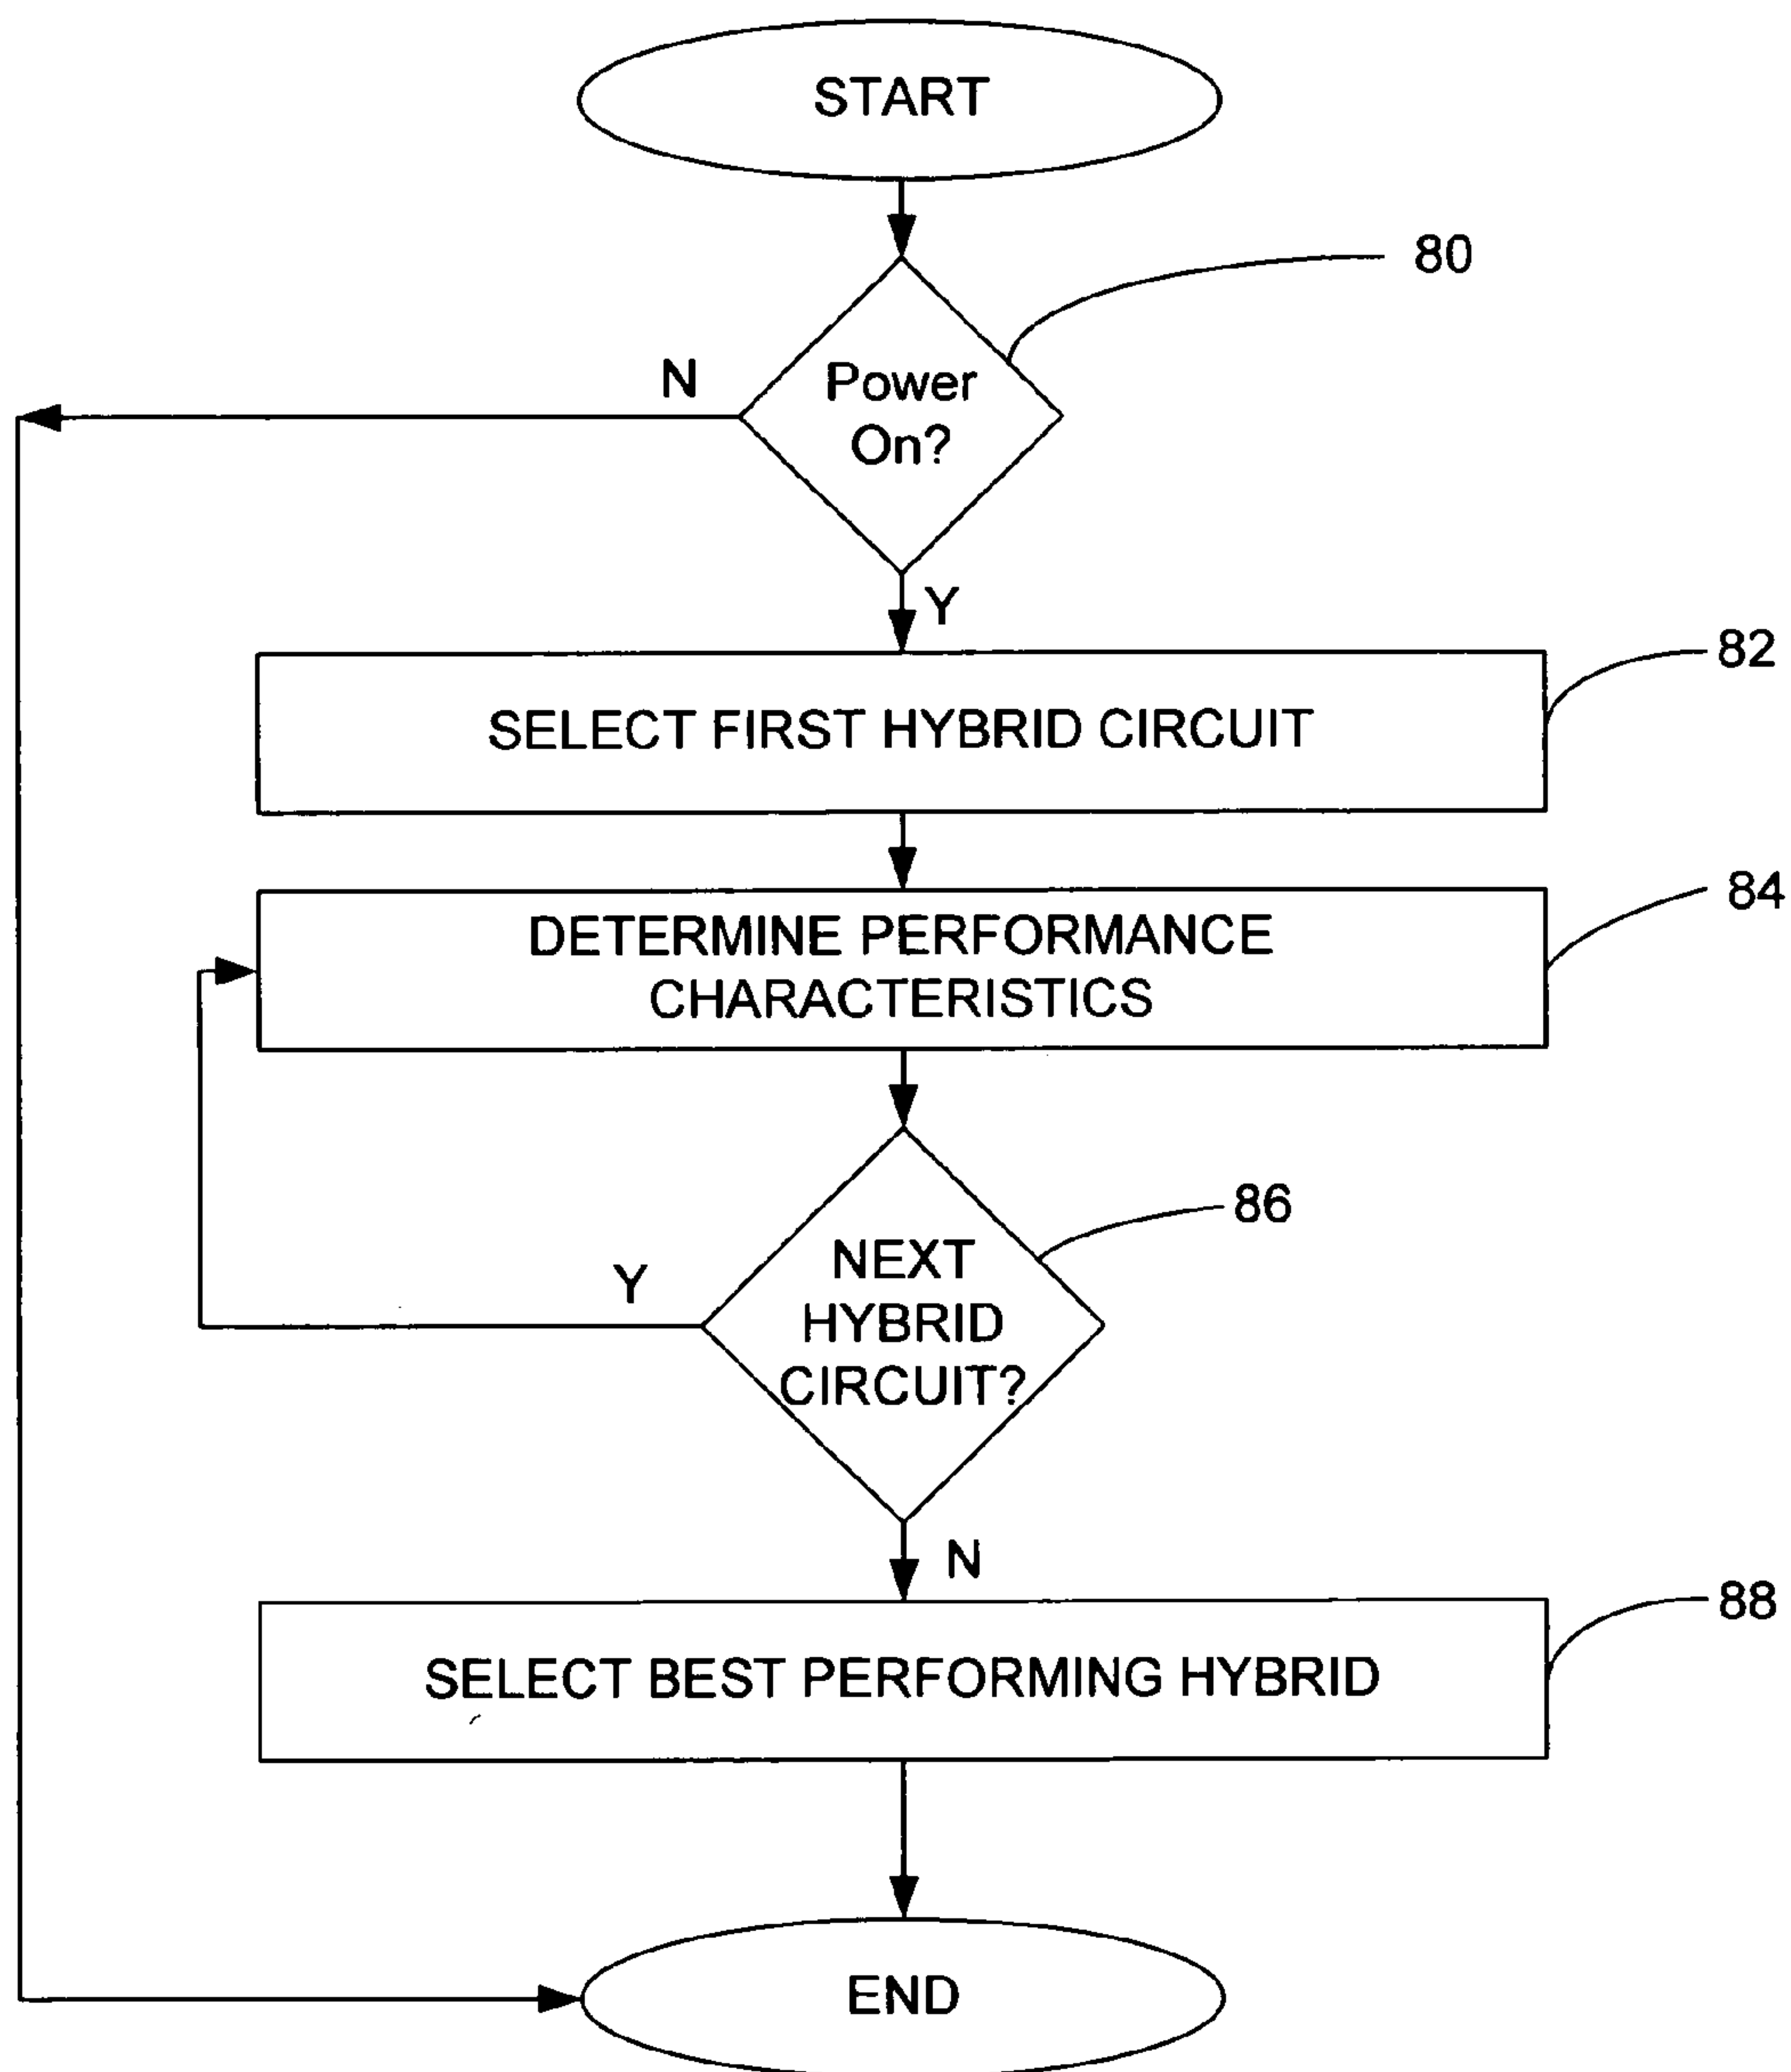 START
80
N
Power
On?
Y
82
SELECT FIRST HYBRID CIRCUIT
84
DETERMINE PERFORMANCE
CHARACTERISTICS
86
Y
NEXT
HYBRID
CIRCUIT?
N
88
SELECT BEST PERFORMING HYBRID
END